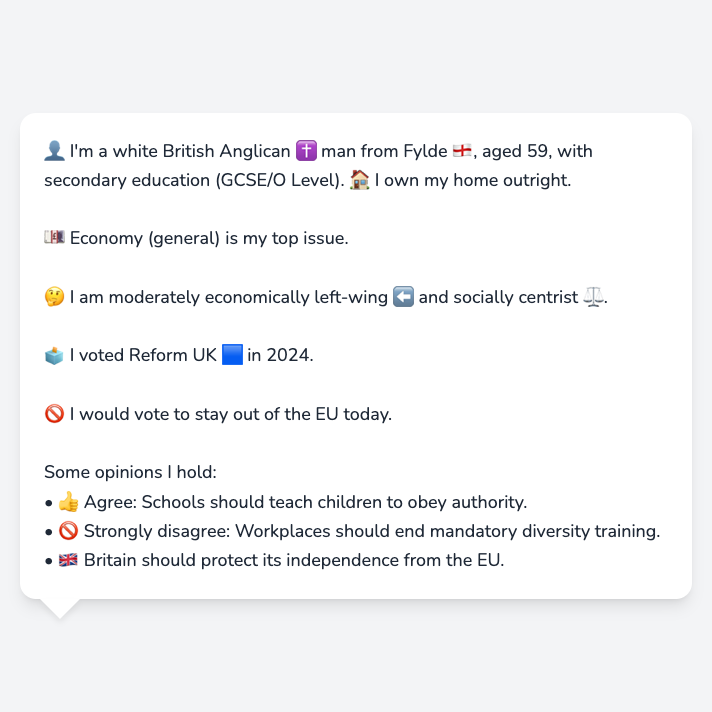 👤 I'm a white British Anglican ✝️ man from Fylde 🏴󠁧󠁢󠁥󠁮󠁧󠁿, aged 59, with
secondary education (GCSE/O Level). 🏠 I own my home outright.
💷 Economy (general) is my top issue.
🤔 I am moderately economically left-wing ⬅️ and socially centrist ⚖️.
🗳️ I voted Reform UK 🟦 in 2024.
🚫 I would vote to stay out of the EU today.
Some opinions I hold:
• 👍 Agree: Schools should teach children to obey authority.
• 🚫 Strongly disagree: Workplaces should end mandatory diversity training.
• 🇬🇧 Britain should protect its independence from the EU.